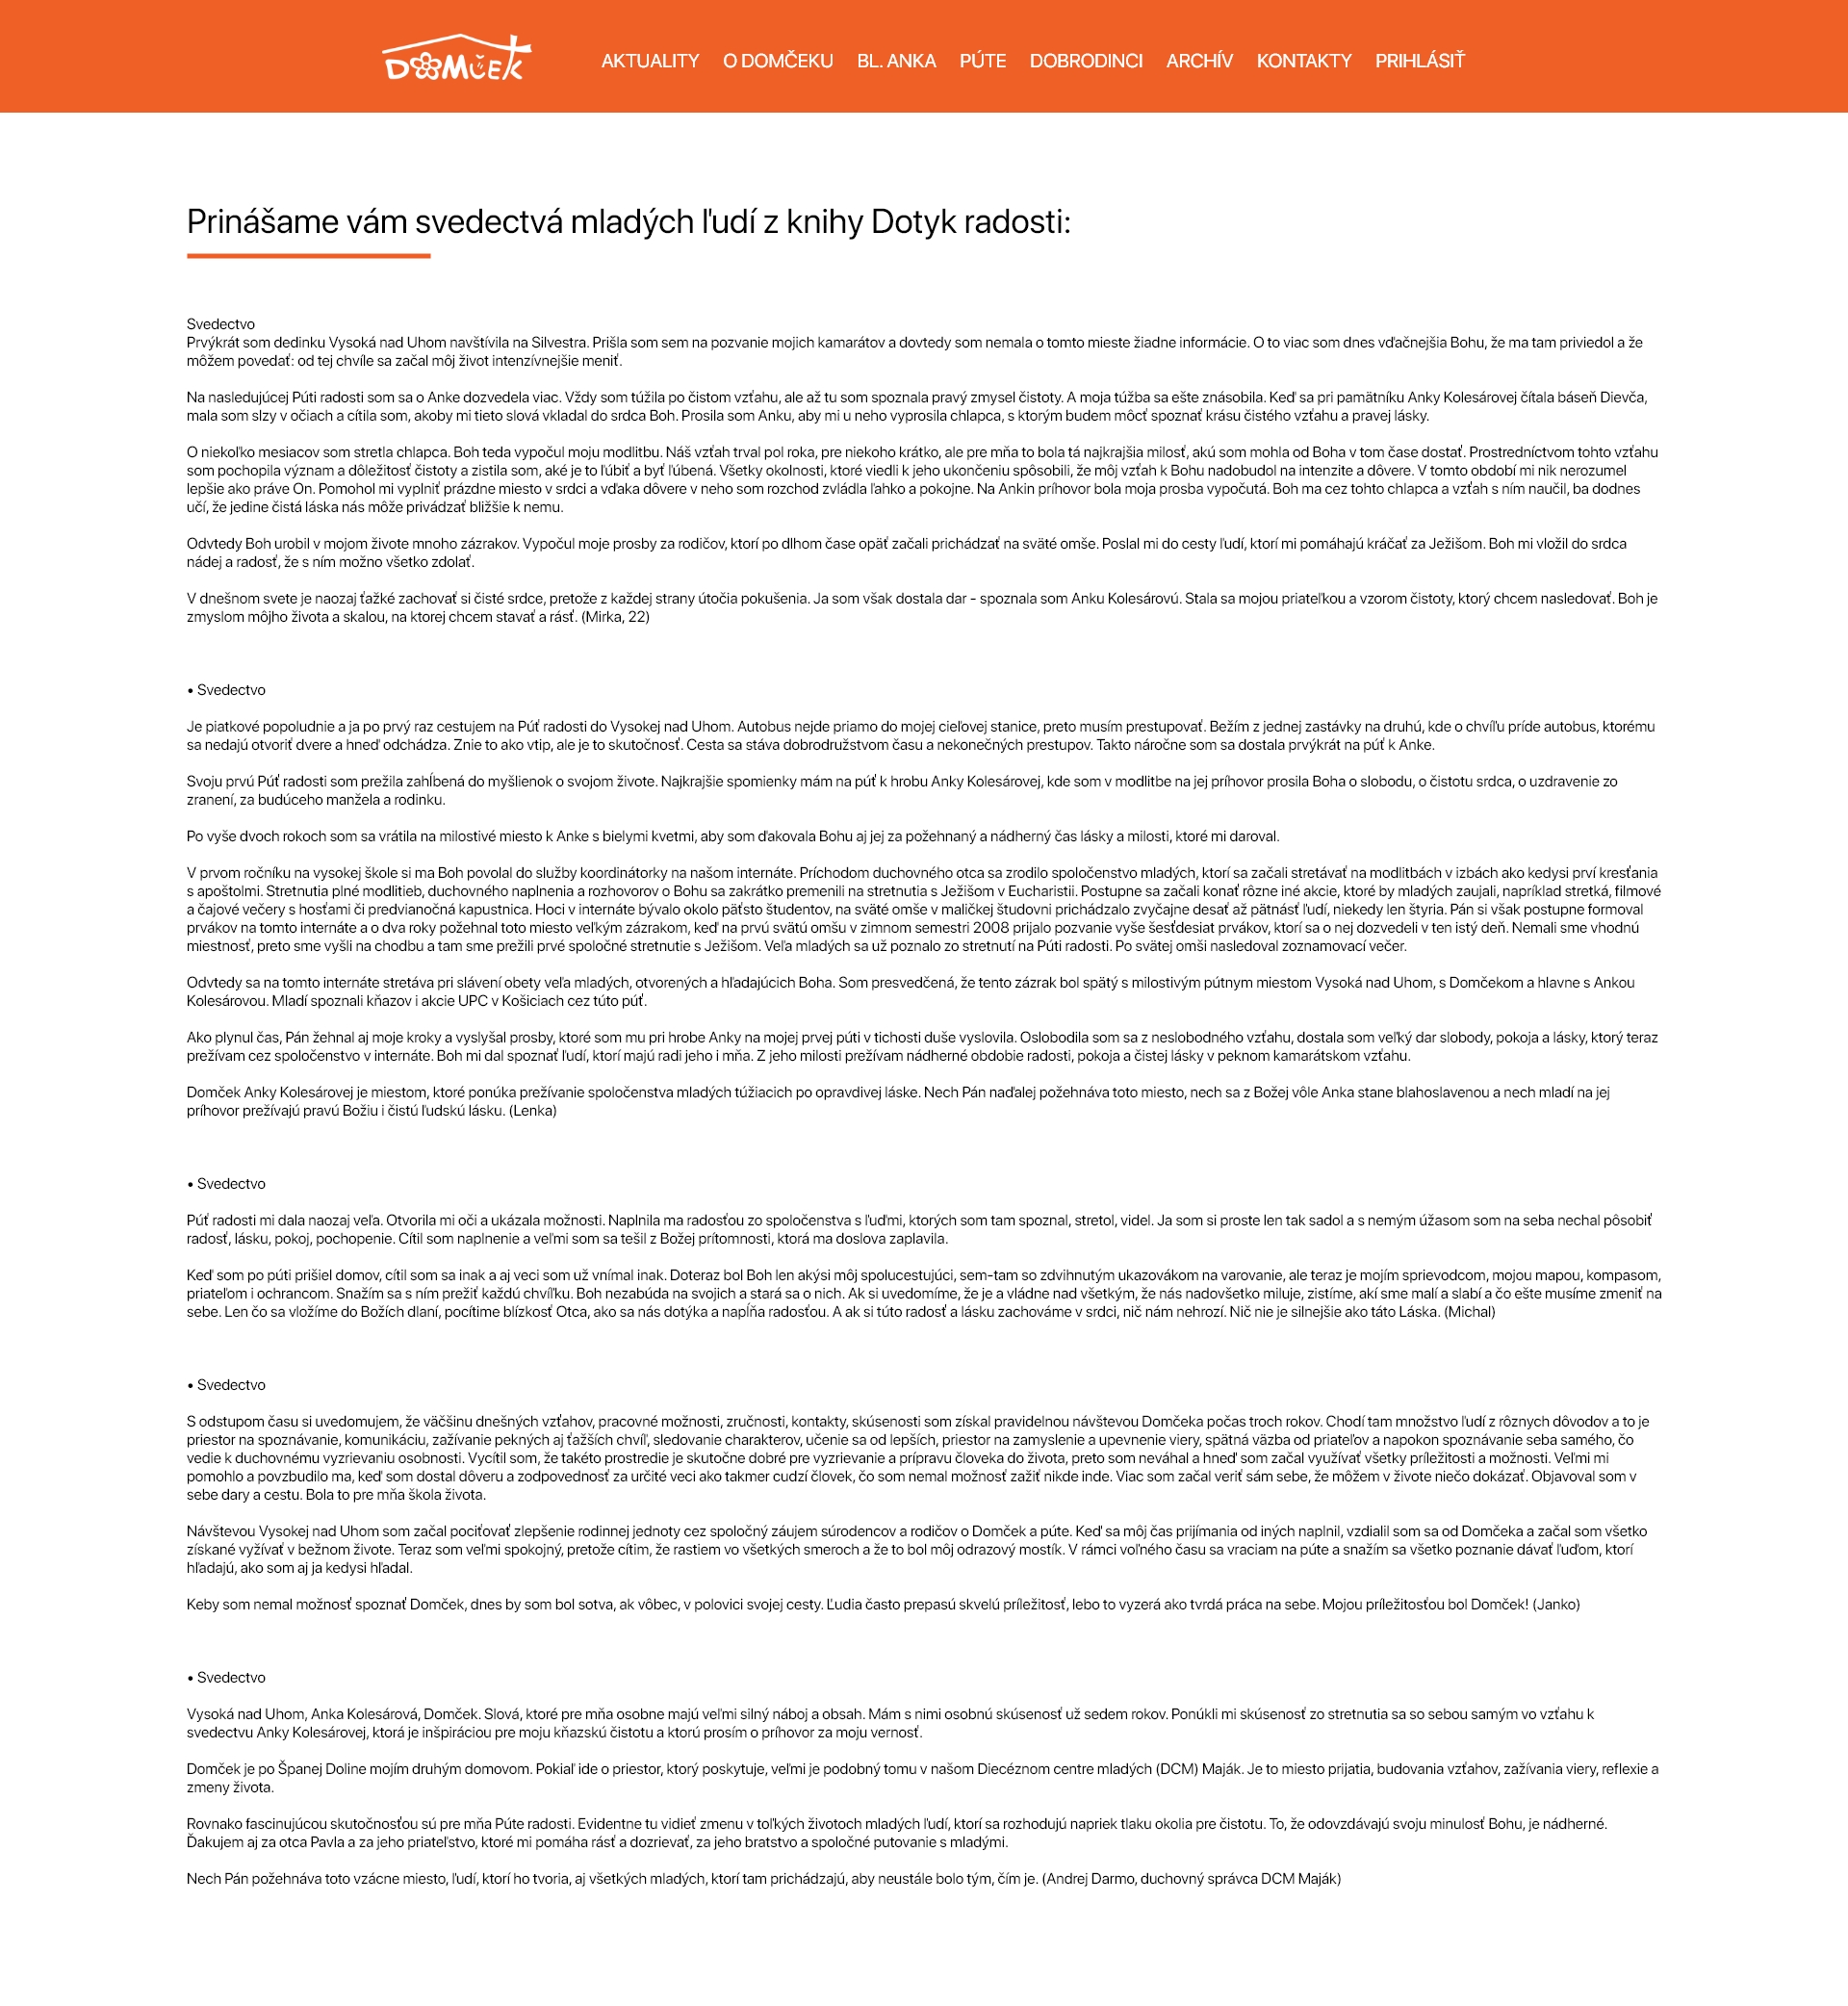 DOMČEK
AKTUALITY O DOMČEKU BL. ANKA PÚTE DOBRODINCI ARCHÍV KONTAKTY PRIHLÁSIŤ
Prinášame vám svedectvá mladých ľudí z knihy Dotyk radosti:
Svedectvo
Prvýkrát som dedinku Vysoká nad Uhom navštívila na Silvestra. Prišla som sem na pozvanie mojich kamarátov a dovtedy som nemala o tomto mieste žiadne informácie. O to viac som dnes vďačnejšia Bohu, že ma tam priviedol a že
môžem povedať: od tej chvíle sa začal môj život intenzívnejšie meniť.
Na nasledujúcej Púti radosti som sa o Anke dozvedela viac. Vždy som túžila po čistom vzťahu, ale až tu som spoznala pravý zmysel čistoty. A moja túžba sa ešte znásobila. Keď sa pri pamätníku Anky Kolesárovej čítala báseň Dievča,
mala som slzy v očiach a cítila som, akoby mi tieto slová vkladal do srdca Boh. Prosila som Anku, aby mi u neho vyprosila chlapca, s ktorým budem môcť spoznať krásu čistého vzťahu a pravej lásky.
O niekoľko mesiacov som stretla chlapca. Boh teda vypočul moju modlitbu. Náš vzťah trval pol roka, pre niekoho krátko, ale pre mňa to bola tá najkrajšia milosť, akú som mohla od Boha v tom čase dostať. Prostredníctvom tohto vzťahu
som pochopila význam a dôležitosť čistoty a zistila som, aké je to ľúbiť a byť ľúbená. Všetky okolnosti, ktoré viedli k jeho ukončeniu spôsobili, že môj vzťah k Bohu nadobudol na intenzite a dôvere. V tomto období mi nik nerozumel
lepšie ako práve On. Pomohol mi vyplniť prázdne miesto v srdci a vďaka dôvere v neho som rozchod zvládla ľahko a pokojne. Na Ankin príhovor bola moja prosba vypočutá. Boh ma cez tohto chlapca a vzťah s ním naučil, ba dodnes
učí, že jedine čistá láska nás môže privádzať bližšie k nemu.
Odvtedy Boh urobil v mojom živote mnoho zázrakov. Vypočul moje prosby za rodičov, ktorí po dlhom čase opäť začali prichádzať na sväté omše. Poslal mi do cesty ľudí, ktorí mi pomáhajú kráčať za Ježišom. Boh mi vložil do srdca
nádej a radosť, že s ním možno všetko zdolať.
V dnešnom svete je naozaj ťažké zachovať si čisté srdce, pretože z každej strany útočia pokušenia. Ja som však dostala dar - spoznala som Anku Kolesárovú. Stala sa mojou priateľkou a vzorom čistoty, ktorý chcem nasledovať. Boh je
zmyslom môjho života a skalou, na ktorej chcem stavať a rásť. (Mirka, 22)
• Svedectvo
Je piatkové popoludnie a ja po prvý raz cestujem na Púť radosti do Vysokej nad Uhom. Autobus nejde priamo do mojej cieľovej stanice, preto musím prestupovať. Bežím z jednej zastávky na druhú, kde o chvíľu príde autobus, ktorému
sa nedajú otvoriť dvere a hneď odchádza. Znie to ako vtip, ale je to skutočnosť. Cesta sa stáva dobrodružstvom času a nekonečných prestupov. Takto náročne som sa dostala prvýkrát na púť k Anke.
Svoju prvú Púť radosti som prežila zahĺbená do myšlienok o svojom živote. Najkrajšie spomienky mám na púť k hrobu Anky Kolesárovej, kde som v modlitbe na jej príhovor prosila Boha o slobodu, o čistotu srdca, o uzdravenie zo
zranení, za budúceho manžela a rodinku.
Po vyše dvoch rokoch som sa vrátila na milostivé miesto k Anke s bielymi kvetmi, aby som ďakovala Bohu aj jej za požehnaný a nádherný čas lásky a milosti, ktoré mi daroval.
V prvom ročníku na vysokej škole si ma Boh povolal do služby koordinátorky na našom internáte. Príchodom duchovného otca sa zrodilo spoločenstvo mladých, ktorí sa začali stretávať na modlitbách v izbách ako kedysi prví kresťania
s apoštolmi. Stretnutia plné modlitieb, duchovného naplnenia a rozhovorov o Bohu sa zakrátko premenili na stretnutia s Ježišom v Eucharistii. Postupne sa začali konať rôzne iné akcie, ktoré by mladých zaujali, napríklad stretká, filmové
a čajové večery s hosťami či predvianočná kapustnica. Hoci v internáte bývalo okolo päťsto študentov, na sväté omše v maličkej študovni prichádzalo zvyčajne desať až pätnásť ľudí, niekedy len štyria. Pán si však postupne formoval
prvákov na tomto internáte a o dva roky požehnal toto miesto veľkým zázrakom, keď na prvú svätú omšu v zimnom semestri 2008 prijalo pozvanie vyše šesťdesiat prvákov, ktorí sa o nej dozvedeli v ten istý deň. Nemali sme vhodnú
miestnosť, preto sme vyšli na chodbu a tam sme prežili prvé spoločné stretnutie s Ježišom. Veľa mladých sa už poznalo zo stretnutí na Púti radosti. Po svätej omši nasledoval zoznamovací večer.
Odvtedy sa na tomto internáte stretáva pri slávení obety veľa mladých, otvorených a hľadajúcich Boha. Som presvedčená, že tento zázrak bol spätý s milostivým pútnym miestom Vysoká nad Uhom, s Domčekom a hlavne s Ankou
Kolesárovou. Mladí spoznali kňazov i akcie UPC v Košiciach cez túto púť.
Ako plynul čas, Pán žehnal aj moje kroky a vyslyšal prosby, ktoré som mu pri hrobe Anky na mojej prvej púti v tichosti duše vyslovila. Oslobodila som sa z neslobodného vzťahu, dostala som veľký dar slobody, pokoja a lásky, ktorý teraz
prežívam cez spoločenstvo v internáte. Boh mi dal spoznať ľudí, ktorí majú radi jeho i mňa. Z jeho milosti prežívam nádherné obdobie radosti, pokoja a čistej lásky v peknom kamarátskom vzťahu.
Domček Anky Kolesárovej je miestom, ktoré ponúka prežívanie spoločenstva mladých túžiacich po opravdivej láske. Nech Pán naďalej požehnáva toto miesto, nech sa z Božej vôle Anka stane blahoslavenou a nech mladí na jej
príhovor prežívajú pravú Božiu i čistú ľudskú lásku. (Lenka)
• Svedectvo
Púť radosti mi dala naozaj veľa. Otvorila mi oči a ukázala možnosti. Naplnila ma radosťou zo spoločenstva s ľuďmi, ktorých som tam spoznal, stretol, videl. Ja som si proste len tak sadol a s nemým úžasom som na seba nechal pôsobiť
radosť, lásku, pokoj, pochopenie. Cítil som naplnenie a veľmi som sa tešil z Božej prítomnosti, ktorá ma doslova zaplavila.
Keď som po púti prišiel domov, cítil som sa inak a aj veci som už vnímal inak. Doteraz bol Boh len akýsi môj spolucestujúci, sem-tam so zdvihnutým ukazovákom na varovanie, ale teraz je mojím sprievodcom, mojou mapou, kompasom,
priateľom i ochrancom. Snažím sa s ním prežiť každú chvíľku. Boh nezabúda na svojich a stará sa o nich. Ak si uvedomíme, že je a vládne nad všetkým, že nás nadovšetko miluje, zistíme, akí sme malí a slabí a čo ešte musíme zmeniť na
sebe. Len čo sa vložíme do Božích dlaní, pocítime blízkosť Otca, ako sa nás dotýka a napĺňa radosťou. A ak si túto radosť a lásku zachováme v srdci, nič nám nehrozí. Nič nie je silnejšie ako táto Láska. (Michal)
• Svedectvo
S odstupom času si uvedomujem, že väčšinu dnešných vzťahov, pracovné možnosti, zručnosti, kontakty, skúsenosti som získal pravidelnou návštevou Domčeka počas troch rokov. Chodí tam množstvo ľudí z rôznych dôvodov a to je
priestor na spoznávanie, komunikáciu, zažívanie pekných aj ťažších chvíľ, sledovanie charakterov, učenie sa od lepších, priestor na zamyslenie a upevnenie viery, spätná väzba od priateľov a napokon spoznávanie seba samého, čo
vedie k duchovnému vyzrievaniu osobnosti. Vycítil som, že takéto prostredie je skutočne dobré pre vyzrievanie a prípravu človeka do života, preto som neváhal a hneď som začal využívať všetky príležitosti a možnosti. Veľmi mi
pomohlo a povzbudilo ma, keď som dostal dôveru a zodpovednosť za určité veci ako takmer cudzí človek, čo som nemal možnosť zažiť nikde inde. Viac som začal veriť sám sebe, že môžem v živote niečo dokázať. Objavoval som v
sebe dary a cestu. Bola to pre mňa škola života.
Návštevou Vysokej nad Uhom som začal pociťovať zlepšenie rodinnej jednoty cez spoločný záujem súrodencov a rodičov o Domček a púte. Keď sa môj čas prijímania od iných naplnil, vzdialil som sa od Domčeka a začal som všetko
získané vyžívať v bežnom živote. Teraz som veľmi spokojný, pretože cítim, že rastiem vo všetkých smeroch a že to bol môj odrazový mostík. V rámci voľného času sa vraciam na púte a snažím sa všetko poznanie dávať ľuďom, ktorí
hľadajú, ako som aj ja kedysi hľadal.
Keby som nemal možnosť spoznať Domček, dnes by som bol sotva, ak vôbec, v polovici svojej cesty. Ľudia často prepasú skvelú príležitosť, lebo to vyzerá ako tvrdá práca na sebe. Mojou príležitosťou bol Domček! (Janko)
• Svedectvo
Vysoká nad Uhom, Anka Kolesárová, Domček. Slová, ktoré pre mňa osobne majú veľmi silný náboj a obsah. Mám s nimi osobnú skúsenosť už sedem rokov. Ponúkli mi skúsenosť zo stretnutia sa so sebou samým vo vzťahu k
svedectvu Anky Kolesárovej, ktorá je inšpiráciou pre moju kňazskú čistotu a ktorú prosím o príhovor za moju vernosť.
Domček je po Španej Doline mojím druhým domovom. Pokiaľ ide o priestor, ktorý poskytuje, veľmi je podobný tomu v našom Diecéznom centre mladých (DCM) Maják. Je to miesto prijatia, budovania vzťahov, zažívania viery, reflexie a
zmeny života.
Rovnako fascinujúcou skutočnosťou sú pre mňa Púte radosti. Evidentne tu vidieť zmenu v toľkých životoch mladých ľudí, ktorí sa rozhodujú napriek tlaku okolia pre čistotu. To, že odovzdávajú svoju minulosť Bohu, je nádherné.
Ďakujem aj za otca Pavla a za jeho priateľstvo, ktoré mi pomáha rásť a dozrievať, za jeho bratstvo a spoločné putovanie s mladými.
Nech Pán požehnáva toto vzácne miesto, ľudí, ktorí ho tvoria, aj všetkých mladých, ktorí tam prichádzajú, aby neustále bolo tým, čím je. (Andrej Darmo, duchovný správca DCM Maják)